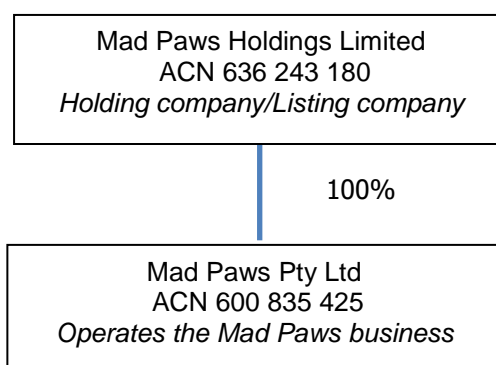 Mad Paws Holdings Limited
ACN 636 243 180
Holding company/Listing company
100%
Mad Paws Pty Ltd
ACN 600 835 425
Operates the Mad Paws business